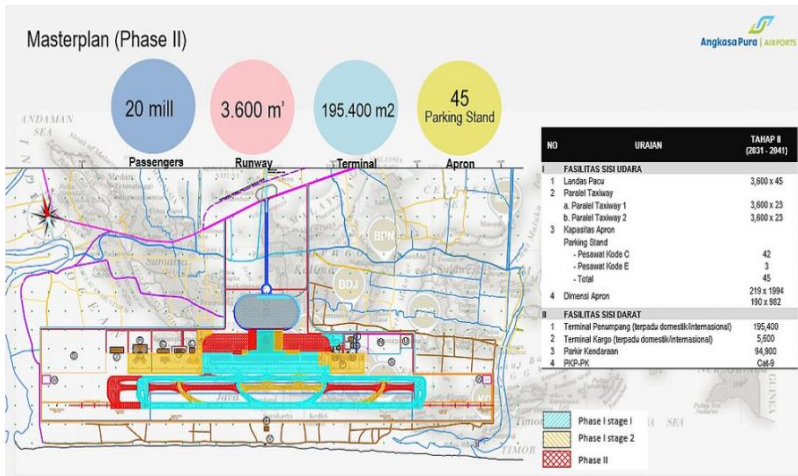 Masterplan (Phase II)
AngkasaPura | AIRPORTS
20 mill
Passengers
3.600 m'
Runway
195.400 m2
Terminal
45
Parking Stand
Apron
ANDAMAN
SEA
Medan
Sumatra
BPN
BDJ
Java
TIMOR
SEA
NO URAIAN TAHAP II
(2031 - 2041)
I FASILITAS SISI UDARA
1 Landas Pacu 3,600 x 45
2 Paralel Taxiway
a. Paralel Taxiway 1 3,600 x 23
b. Paralel Taxiway 2 3,600 x 23
3 Kapasitas Apron
Parking Stand
- Pesawat Kode C 42
- Pesawat Kode E 3
- Total 45
4 Dimensi Apron 219 x 1994
190 x 982
II FASILITAS SISI DARAT
1 Terminal Penumpang (terpadu domestik/internasional) 195,400
2 Terminal Kargo (terpadu domestik/internasional) 5,600
3 Parkir Kendaraan 94,900
4 PKP-PK Cat-9
Phase I stage I
Phase I stage 2
Phase II